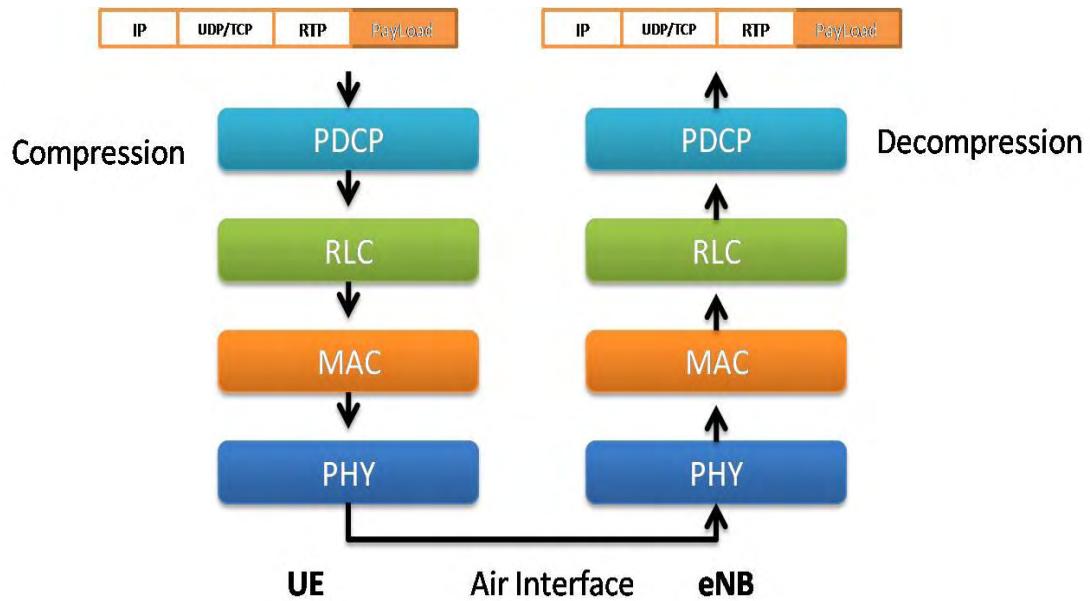 IP UDP/TCP RTP PayLoad IP UDP/TCP RTP PayLoad
Compression PDCP PDCP Decompression
RLC RLC
MAC MAC
PHY PHY
UE Air Interface eNB